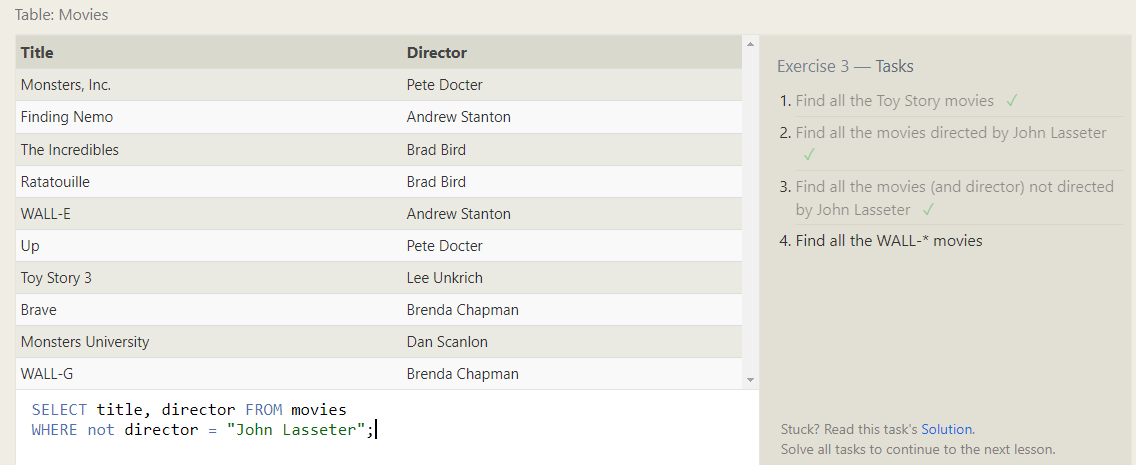 Table: Movies
Title Director
Monsters, Inc. Pete Docter
Finding Nemo Andrew Stanton
The Incredibles Brad Bird
Ratatouille Brad Bird
WALL-E Andrew Stanton
Up Pete Docter
Toy Story 3 Lee Unkrich
Brave Brenda Chapman
Monsters University Dan Scanlon
WALL-G Brenda Chapman
SELECT title, director FROM movies
WHERE not director = "John Lasseter";
Exercise 3 — Tasks
1. Find all the Toy Story movies ✓
2. Find all the movies directed by John Lasseter
✓
3. Find all the movies (and director) not directed
by John Lasseter ✓
4. Find all the WALL-* movies
Stuck? Read this task's Solution.
Solve all tasks to continue to the next lesson.